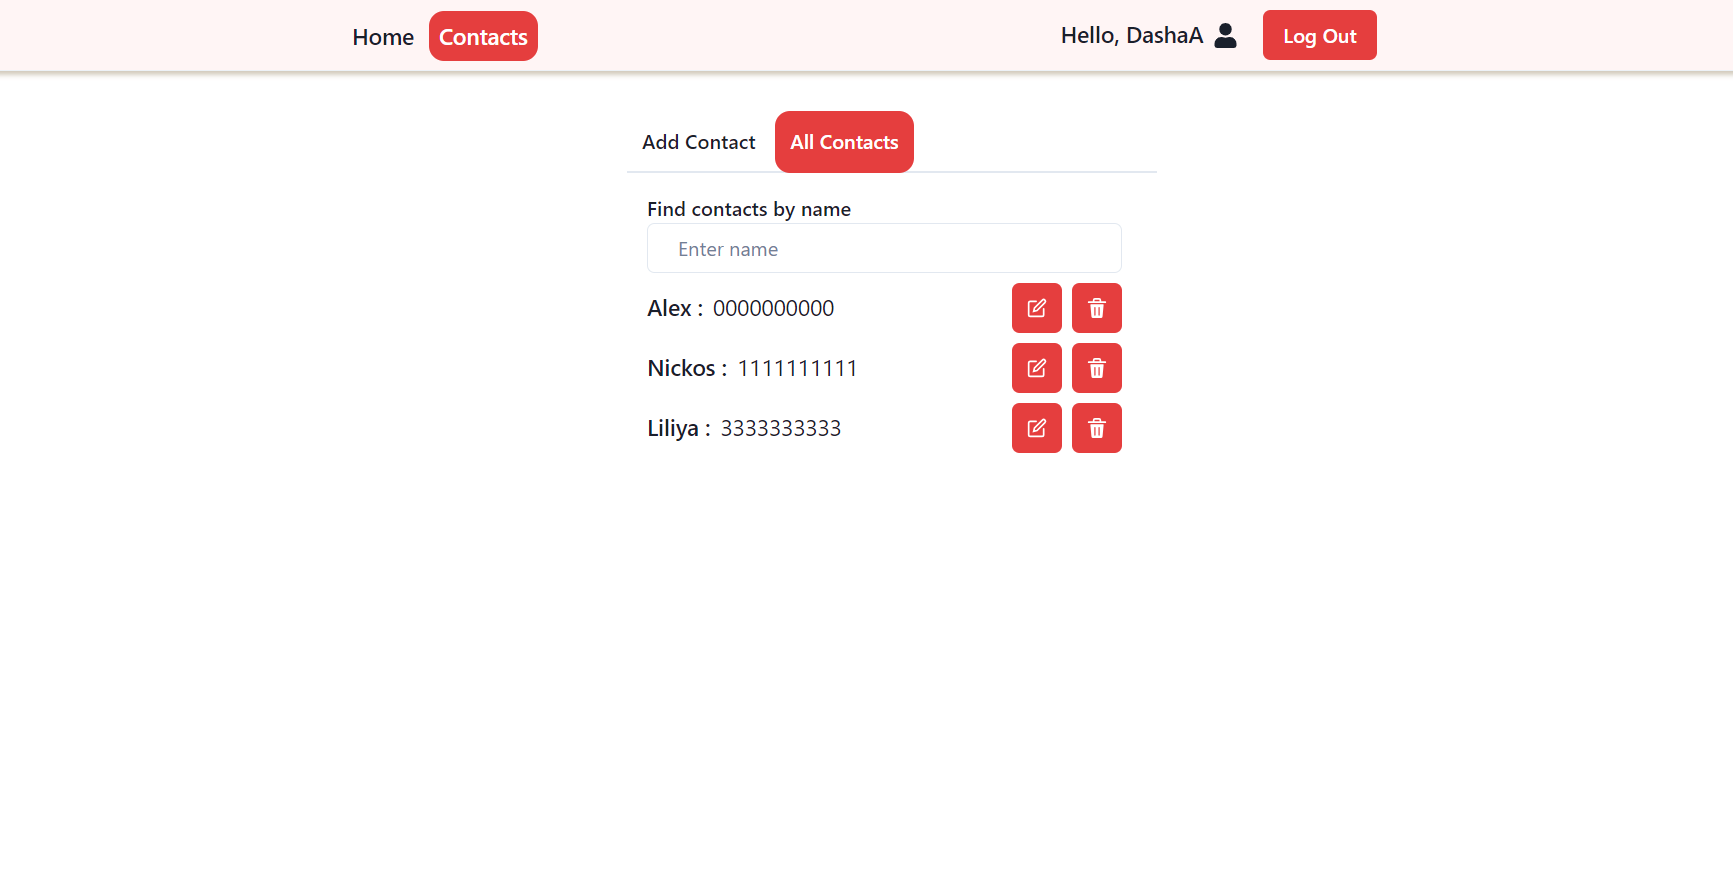 Home Contacts Hello, DashaA Log Out
Add Contact All Contacts
Find contacts by name
Enter name
Alex : 0000000000
Nickos : 1111111111
Liliya : 3333333333